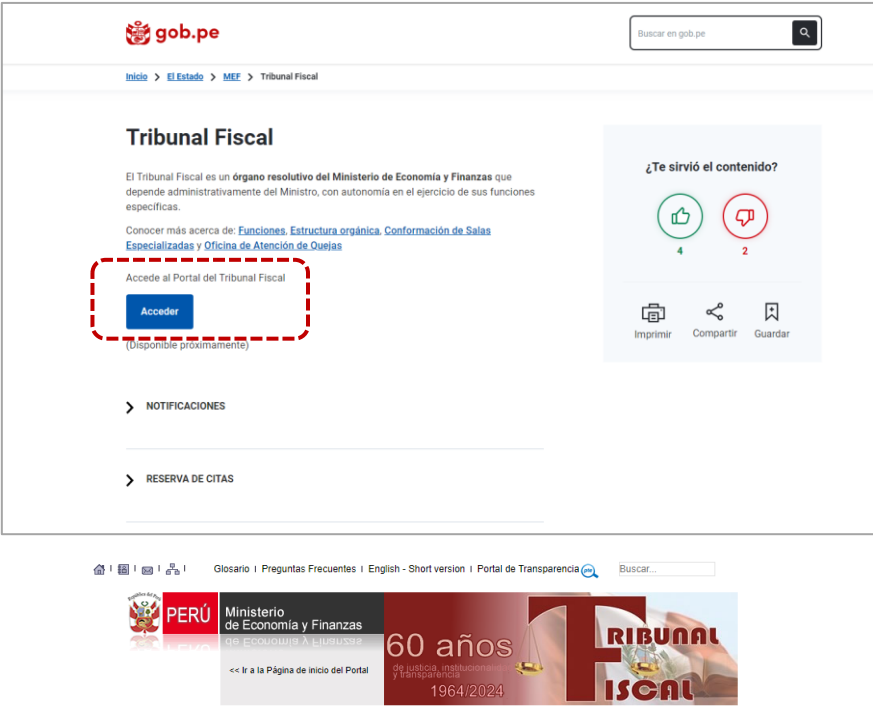 gob.pe
Buscar en gob.pe
Inicio > El Estado > MEF > Tribunal Fiscal
Tribunal Fiscal
El Tribunal Fiscal es un órgano resolutivo del Ministerio de Economía y Finanzas que
depende administrativamente del Ministro, con autonomía en el ejercicio de sus funciones
específicas.
Conocer más acerca de: Funciones, Estructura orgánica, Conformación de Salas
Especializadas y Oficina de Atención de Quejas
Accede al Portal del Tribunal Fiscal
Acceder
(Disponible próximamente)
NOTIFICACIONES
RESERVA DE CITAS
¿Te sirvió el contenido?
4 2
Imprimir Compartir Guardar
Glosario I Preguntas Frecuentes I English - Short version I Portal de Transparencia
Buscar...
PERÚ
Ministerio
de Economía y Finanzas
<< Ir a la Página de inicio del Portal
60 años
de justicia, institucionalidad
y transparencia
1964/2024
TRIBUNAL
FISCAL